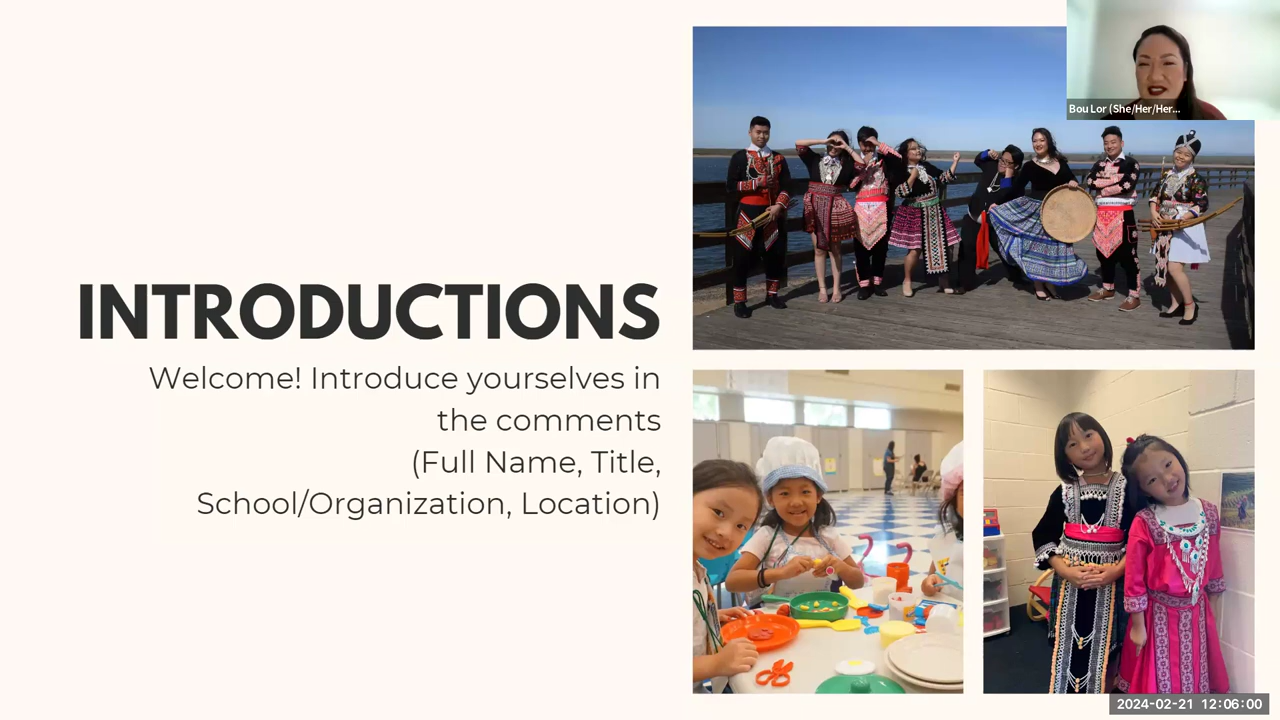 Bou Lor (She/Her/Her...
INTRODUCTIONS
Welcome! Introduce yourselves in
the comments
(Full Name, Title,
School/Organization, Location)
2024-02-21 12:06:00